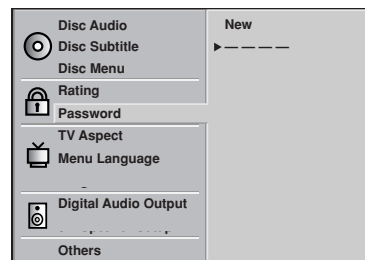 Disc Audio
Disc Subtitle
Disc Menu
Rating
Password
TV Aspect
Menu Language
Digital Audio Output
Others
New
– – – –